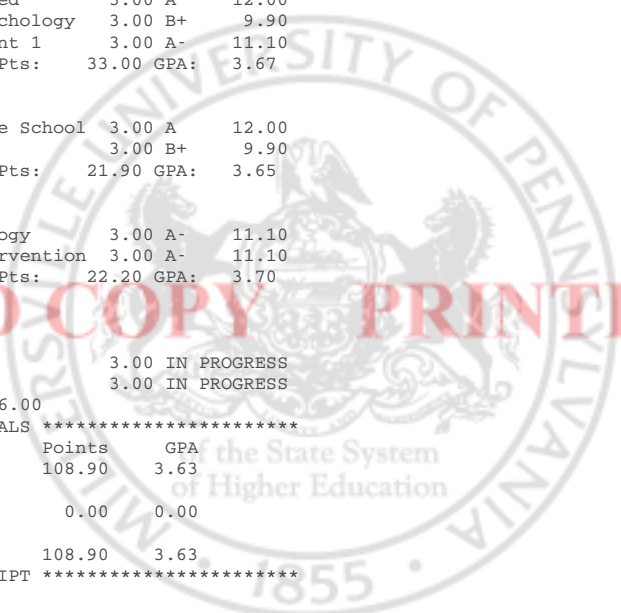 ed 3.00 A 12.00
chology 3.00 B+ 9.90
nt 1 3.00 A- 11.10
Pts: 33.00 GPA: 3.67
e School 3.00 A 12.00
3.00 B+ 9.90
Pts: 21.90 GPA: 3.65
ogy 3.00 A- 11.10
rvention 3.00 A- 11.10
Pts: 22.20 GPA: 3.70
COPY PRINT
3.00 IN PROGRESS
3.00 IN PROGRESS
6.00
ALS ***********************
Points GPA
108.90 3.63
of the State System
of Higher Education
0.00 0.00
108.90 3.63
IPT ***********************
MILLERSVILLE UNIVERSITY OF PENNSYLVANIA
• 1855 •